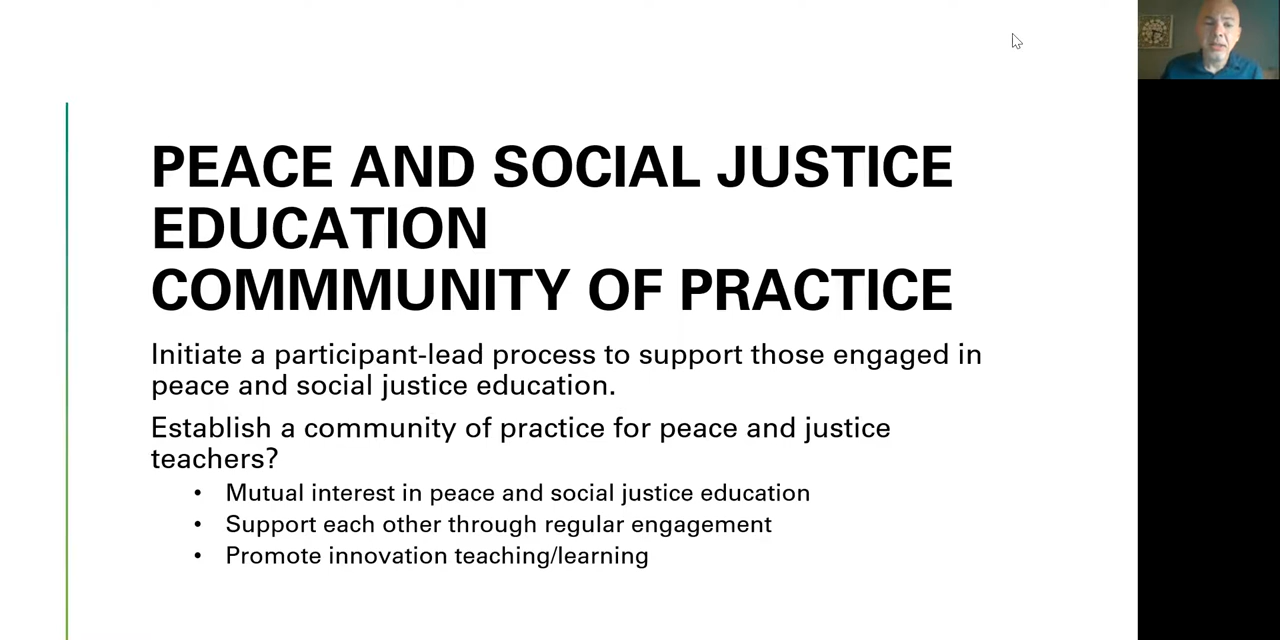 PEACE AND SOCIAL JUSTICE
EDUCATION
COMMMUNITY OF PRACTICE
Initiate a participant-lead process to support those engaged in
peace and social justice education.
Establish a community of practice for peace and justice
teachers?
• Mutual interest in peace and social justice education
• Support each other through regular engagement
• Promote innovation teaching/learning